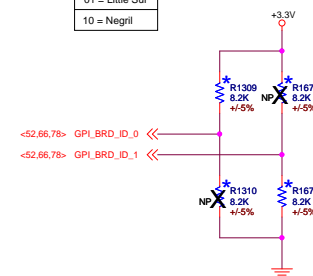 01 = Little Sur
10 = Negril
+3.3V
* *
R1309 R167
8.2K NP X 8.2K
+/-5% +/-5%
<52,66,78> GPI_BRD_ID_0
<52,66,78> GPI_BRD_ID_1
* *
R1310 R167
NP X 8.2K 8.2K
+/-5% +/-5%